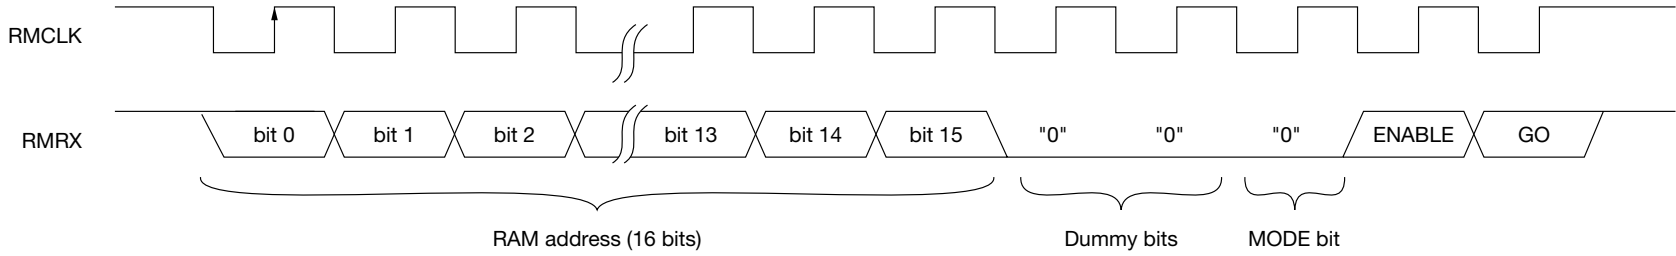 RMCLK
RMRX
bit 0 bit 1 bit 2 bit 13 bit 14 bit 15 "0" "0" "0" ENABLE GO
RAM address (16 bits) Dummy bits MODE bit